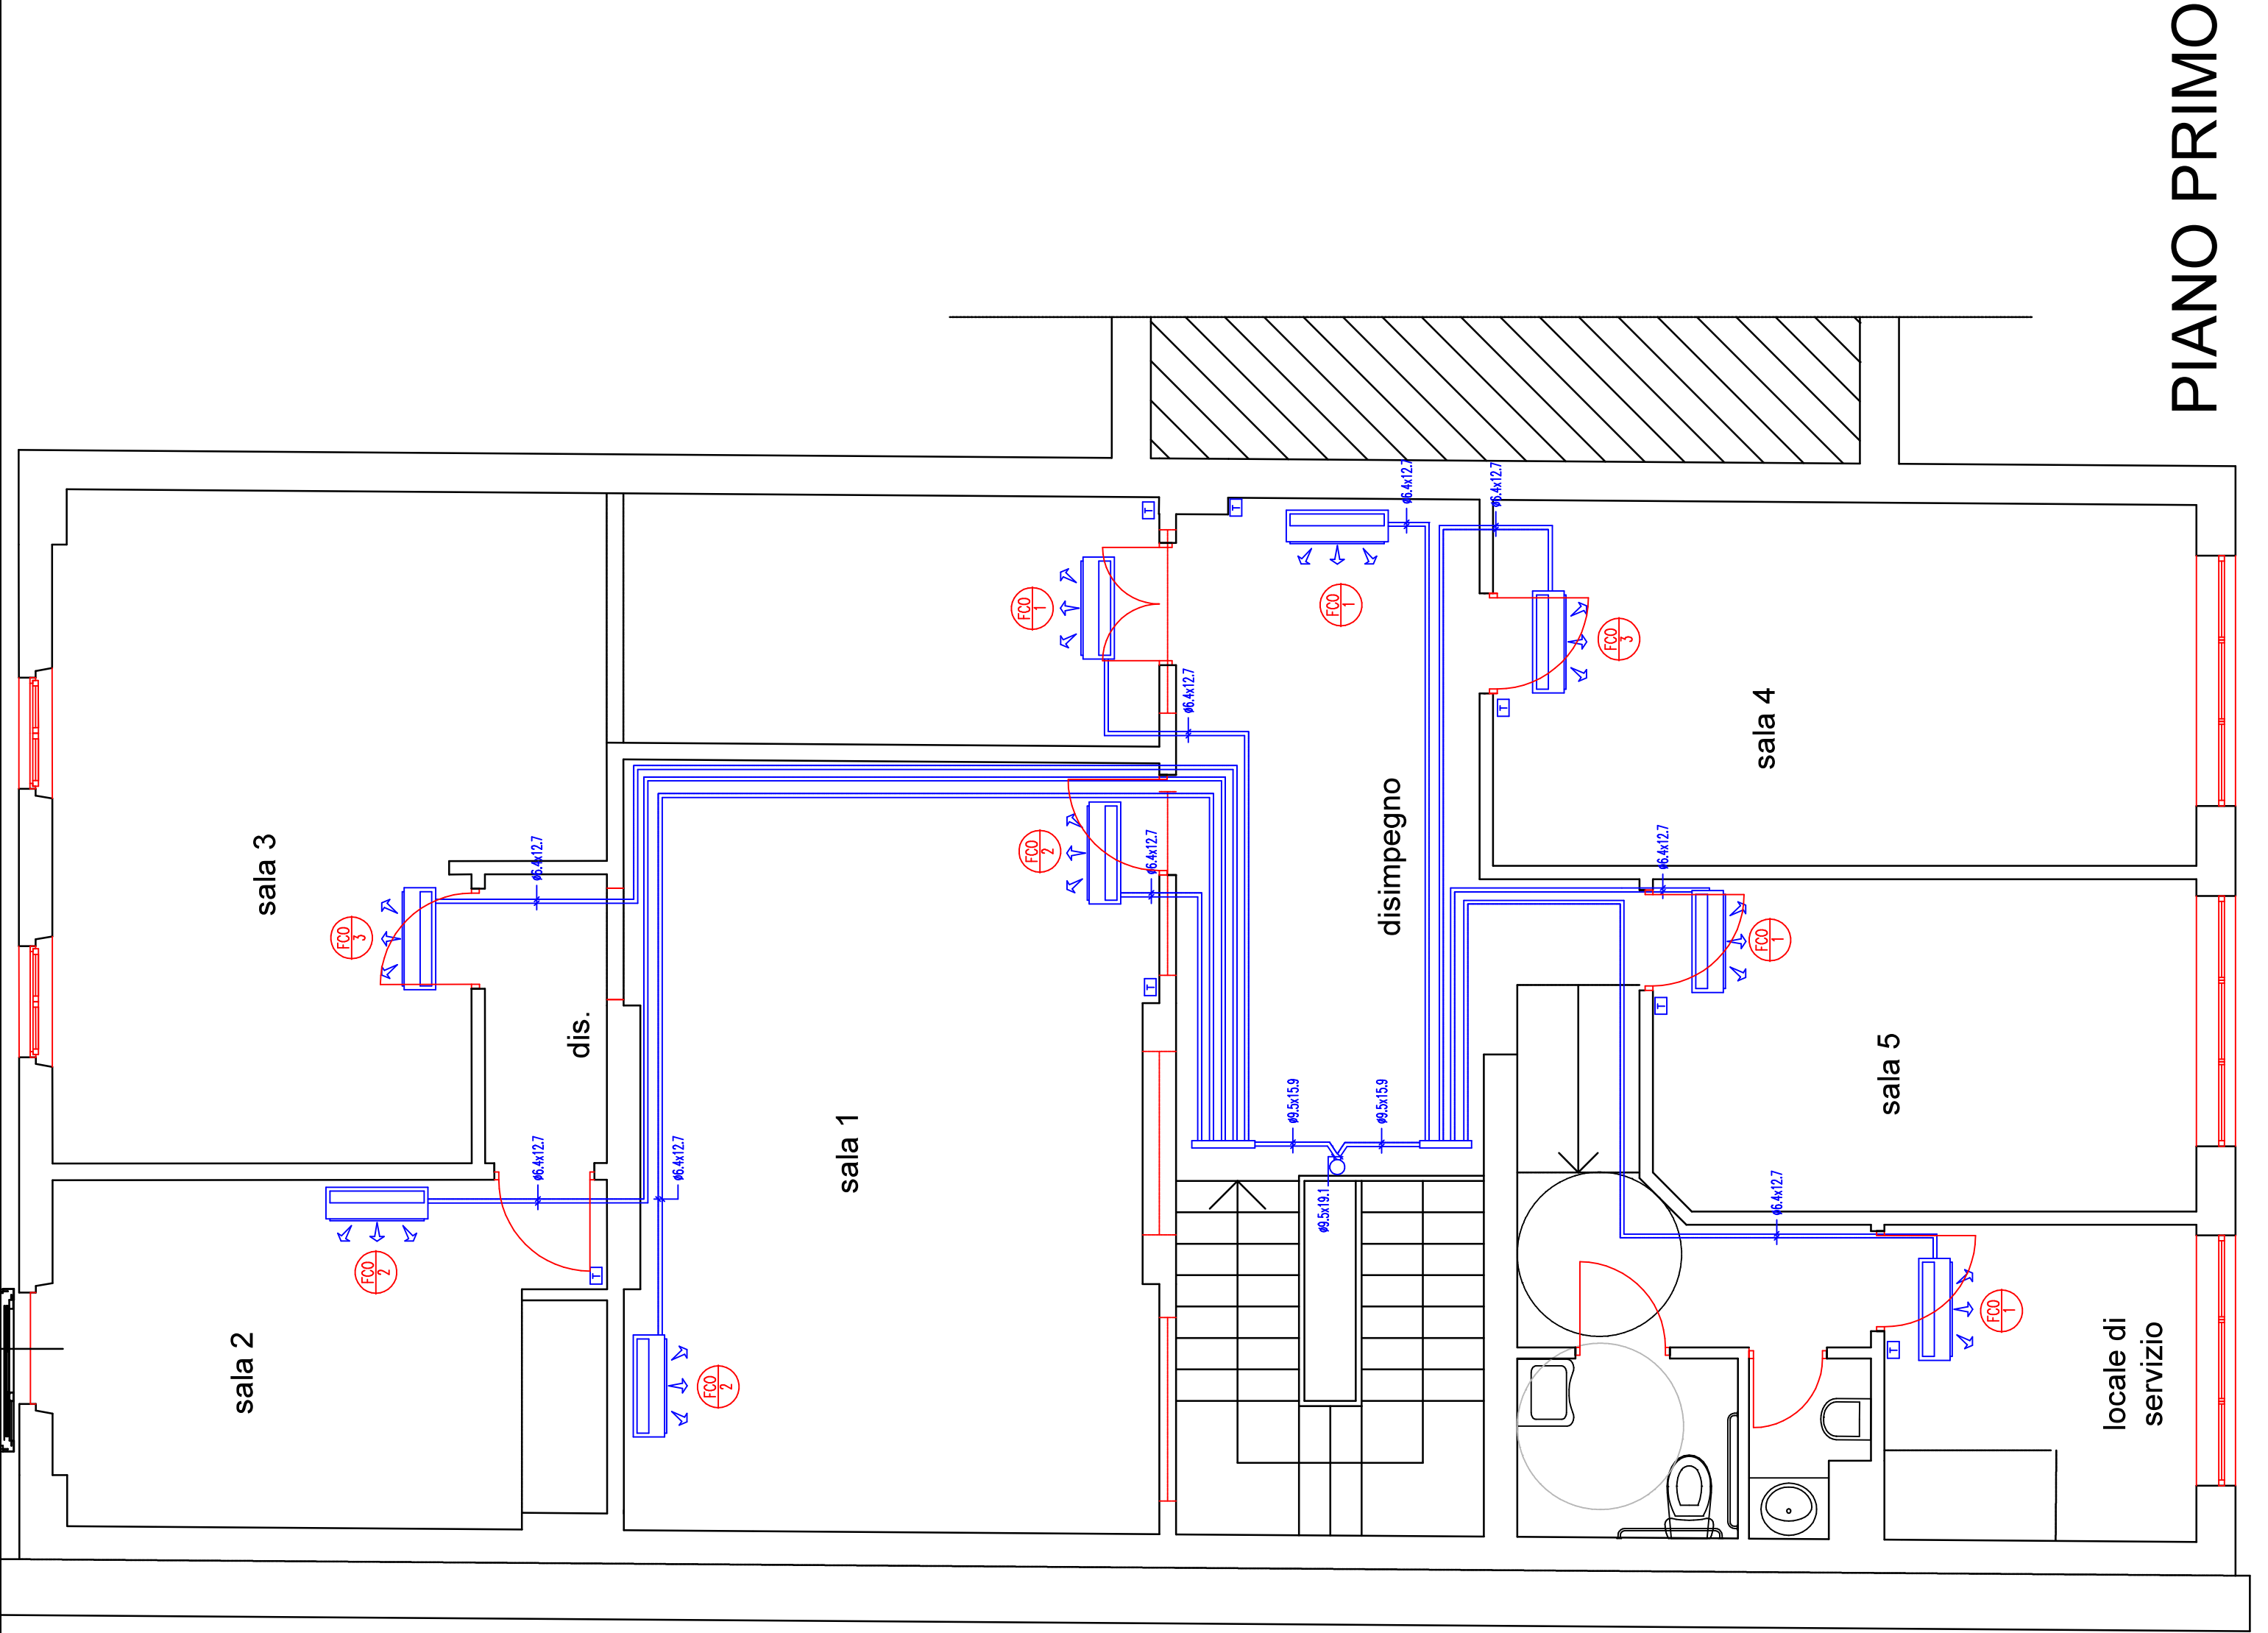 sala 2
sala 3
FCO
3
FCO
2
ø6.4x12.7
ø6.4x12.7
dis.
T
ø6.4x12.7
FCO
2
sala 1
FCO
2
FCO
1
T
T
ø6.4x12.7
ø6.4x12.7
T
ø9.5x15.9
ø9.5x19.1
FCO
1
ø9.5x15.9
disimpegno
ø6.4x12.7
ø6.4x12.7
T
FCO
3
T
ø6.4x12.7
sala 4
FCO
1
ø6.4x12.7
sala 5
T
FCO
1
locale di
servizio
PIANO PRIMO